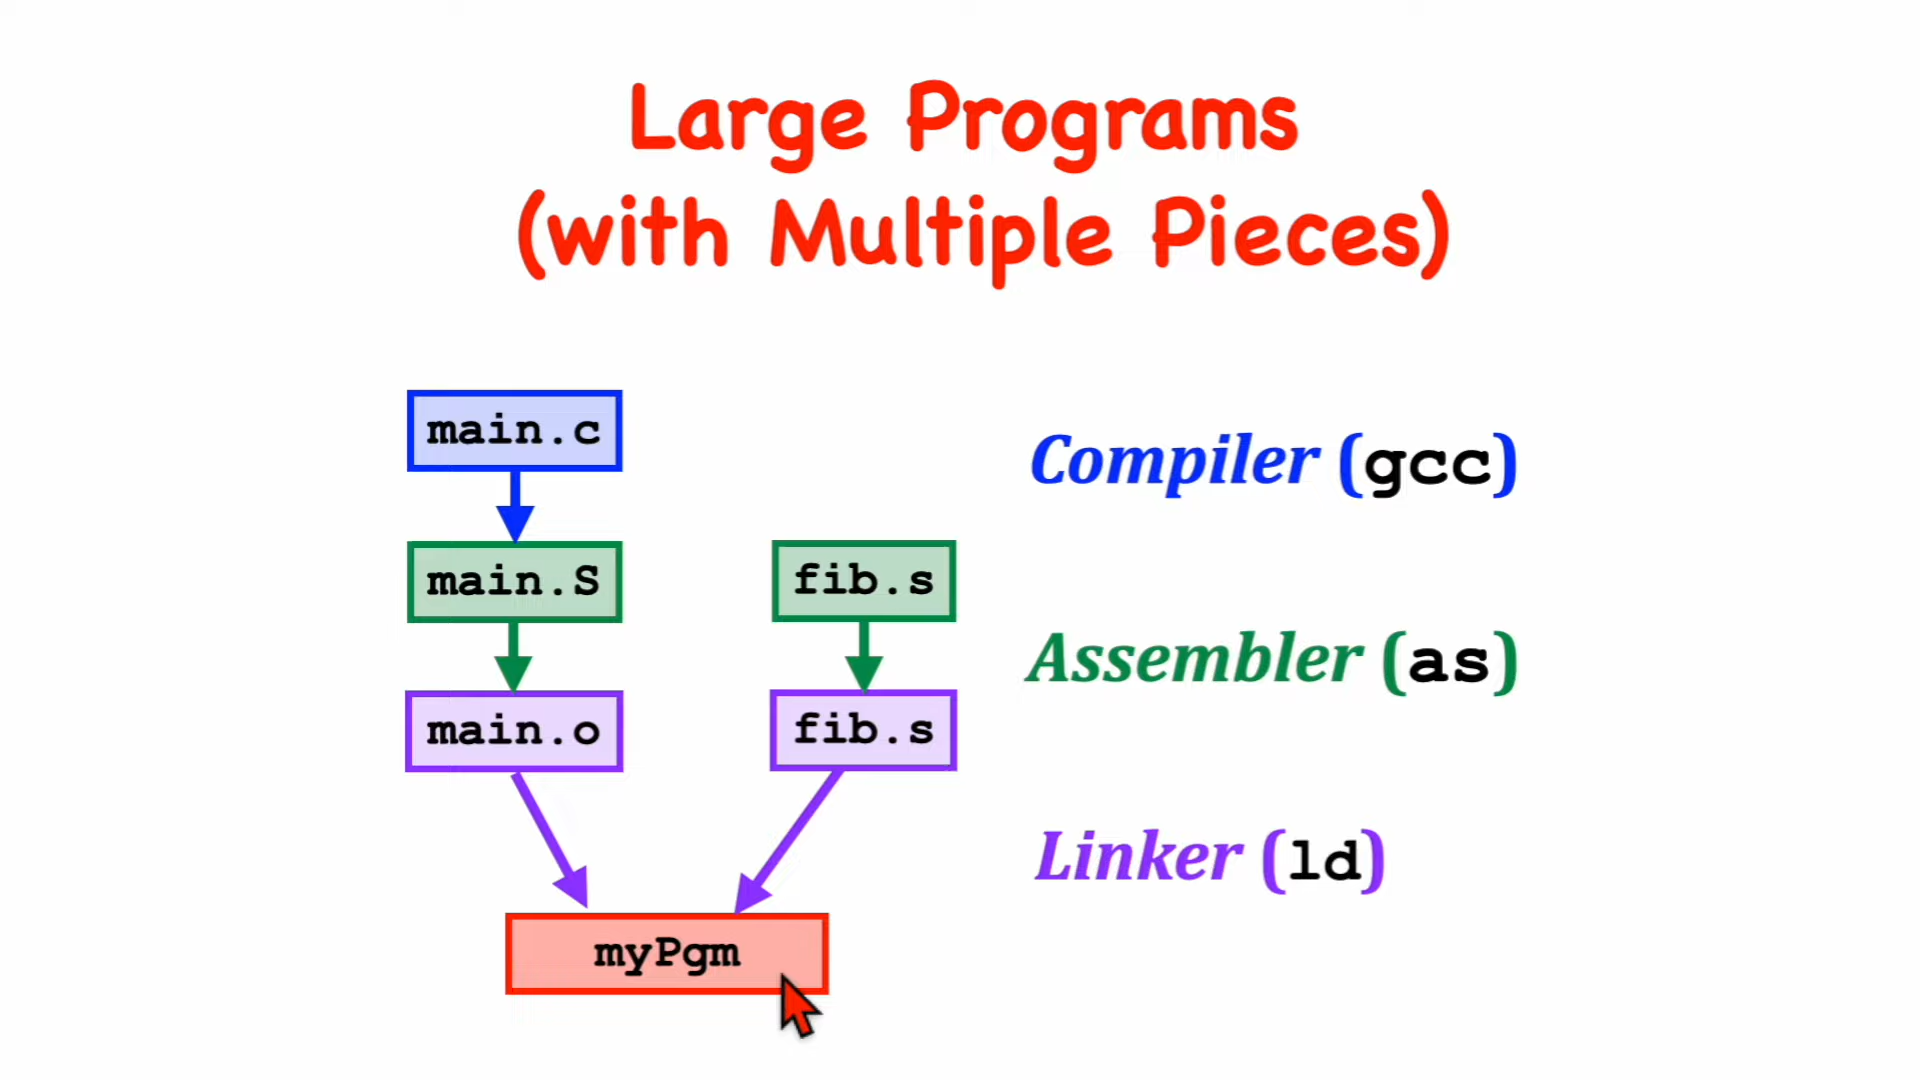 Large Programs
(with Multiple Pieces)
main.c
Compiler (gcc)
main.S
fib.s
Assembler (as)
main.o
fib.s
Linker (ld)
myPgm